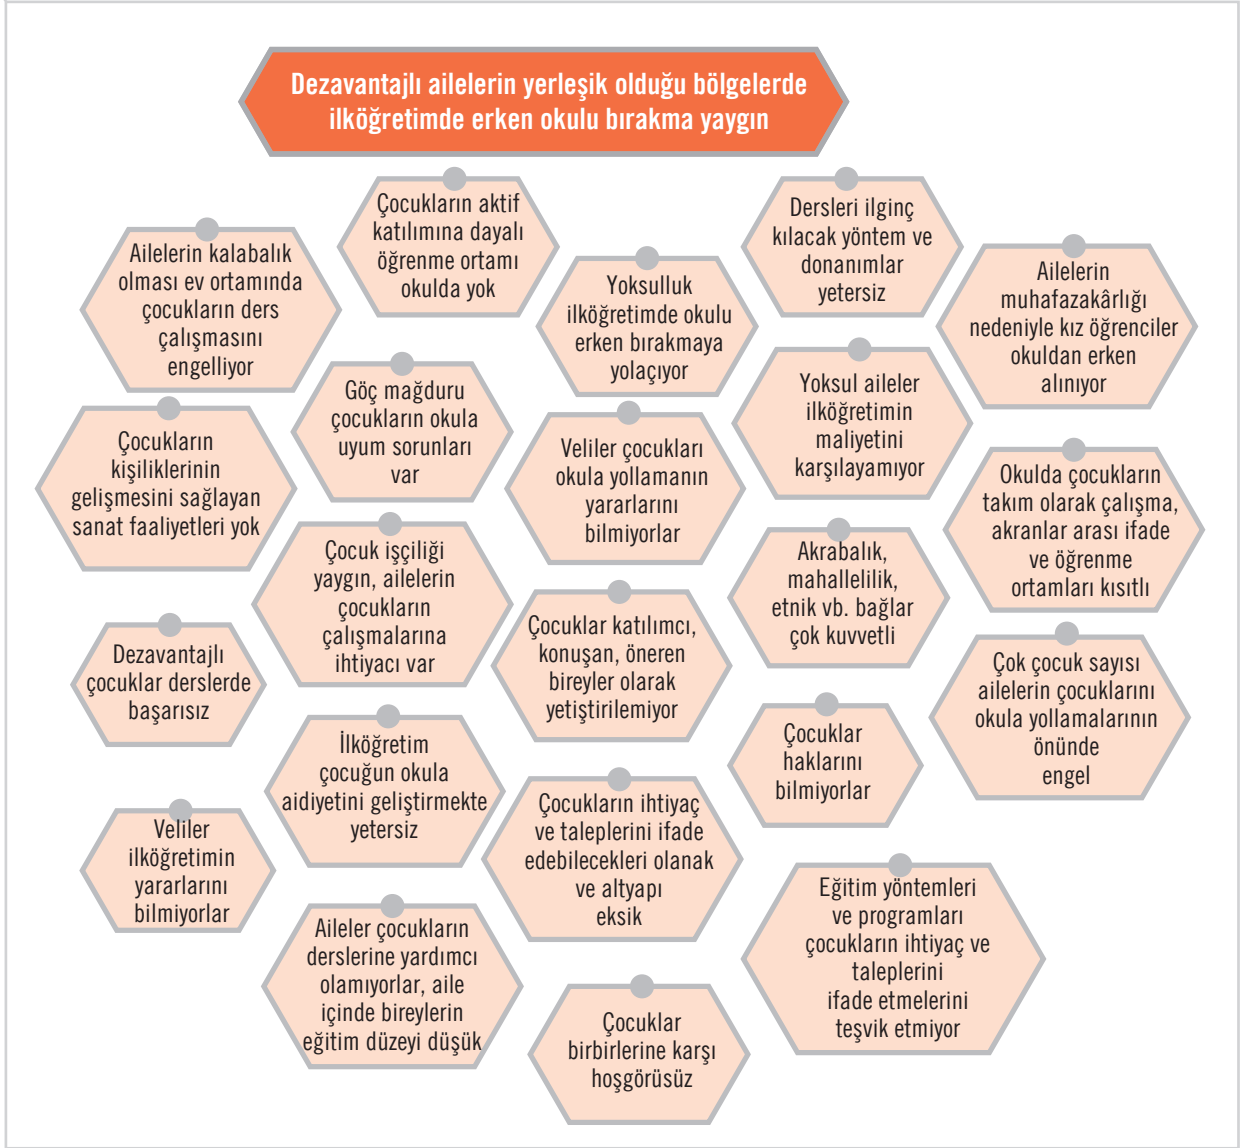 Dezavantajlı ailelerin yerleşik olduğu bölgelerde
ilköğretimde erken okulu bırakma yaygın
Ailelerin kalabalık
olması ev ortamında
çocukların ders
çalışmasını
engelliyor
Çocukların aktif
katılımına dayalı
öğrenme ortamı
okulda yok
Yoksulluk
ilköğretimde okulu
erken bırakmaya
yolaçıyor
Dersleri ilginç
kılacak yöntem ve
donanımlar
yetersiz
Ailelerin
muhafazakârlığı
nedeniyle kız öğrenciler
okuldan erken
alınıyor
Çocukların
kişiliklerinin
gelişmesini sağlayan
sanat faaliyetleri yok
Göç mağduru
çocukların okula
uyum sorunları
var
Veliler çocukları
okula yollamanın
yararlarını
bilmiyorlar
Yoksul aileler
ilköğretimin
maliyetini
karşılayamıyor
Okulda çocukların
takım olarak çalışma,
akranlar arası ifade
ve öğrenme
ortamları kısıtlı
Çocuk işçiliği
yaygın, ailelerin
çocukların
çalışmalarına
ihtiyacı var
Akrabalık,
mahallelilik,
etnik vb. bağlar
çok kuvvetli
Dezavantajlı
çocuklar derslerde
başarısız
Çocuklar katılımcı,
konuşan, öneren
bireyler olarak
yetiştirilemiyor
Çok çocuk sayısı
ailelerin çocuklarını
okula yollamalarının
önünde
engel
İlköğretim
çocuğun okula
aidiyetini geliştirmekte
yetersiz
Çocuklar
haklarını
bilmiyorlar
Veliler
ilköğretimin
yararlarını
bilmiyorlar
Çocukların ihtiyaç
ve taleplerini ifade
edebilecekleri olanak
ve altyapı
eksik
Eğitim yöntemleri
ve programları
çocukların ihtiyaç ve
taleplerini
ifade etmelerini
teşvik etmiyor
Aileler çocukların
derslerine yardımcı
olamıyorlar, aile
içinde bireylerin
eğitim düzeyi düşük
Çocuklar
birbirlerine karşı
hoşgörüsüz